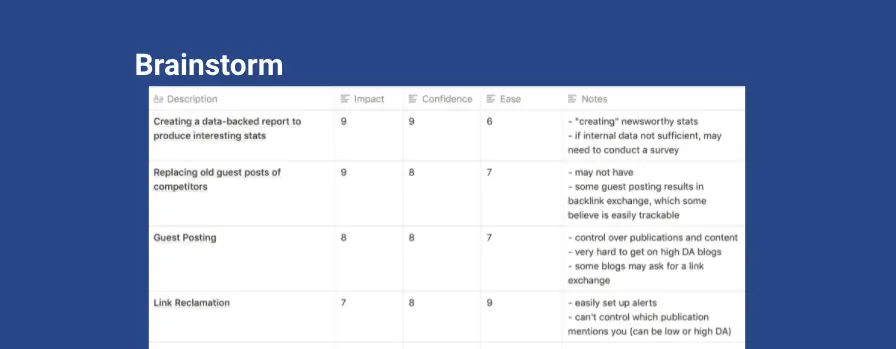 Brainstorm
Description Impact Confidence Ease Notes
Creating a data-backed report to 9 9 6 - "creating" newsworthy stats
produce interesting stats - if internal data not sufficient, may
need to conduct a survey
Replacing old guest posts of 9 8 7 - may not have
competitors - some guest posting results in
backlink exchange, which some
believe is easily trackable
Guest Posting 8 8 7 - control over publications and content
- very hard to get on high DA blogs
- some blogs may ask for a link
exchange
Link Reclamation 7 8 9 - easily set up alerts
- can't control which publication
mentions you (can be low or high DA)